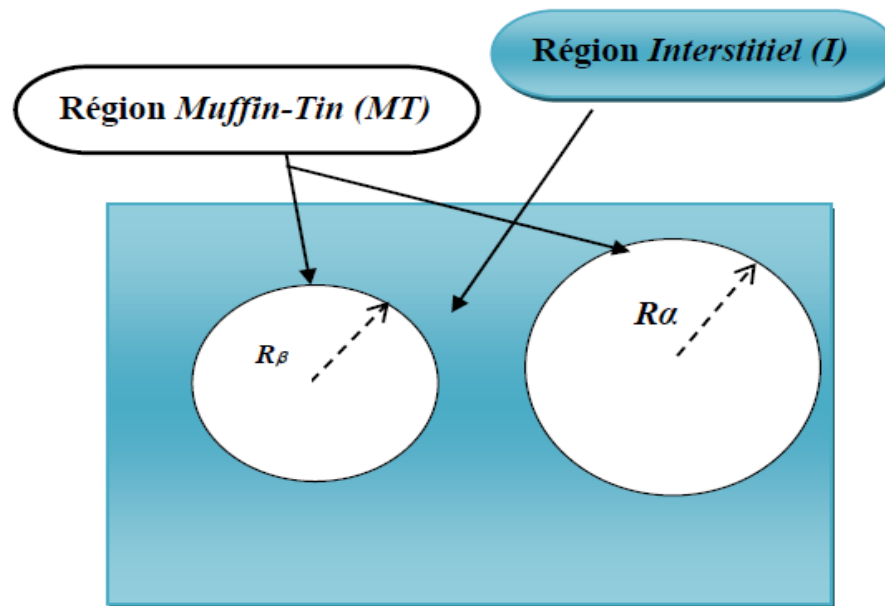 Région Interstitiel (I)
Région Muffin-Tin (MT)
Rα
Rβ